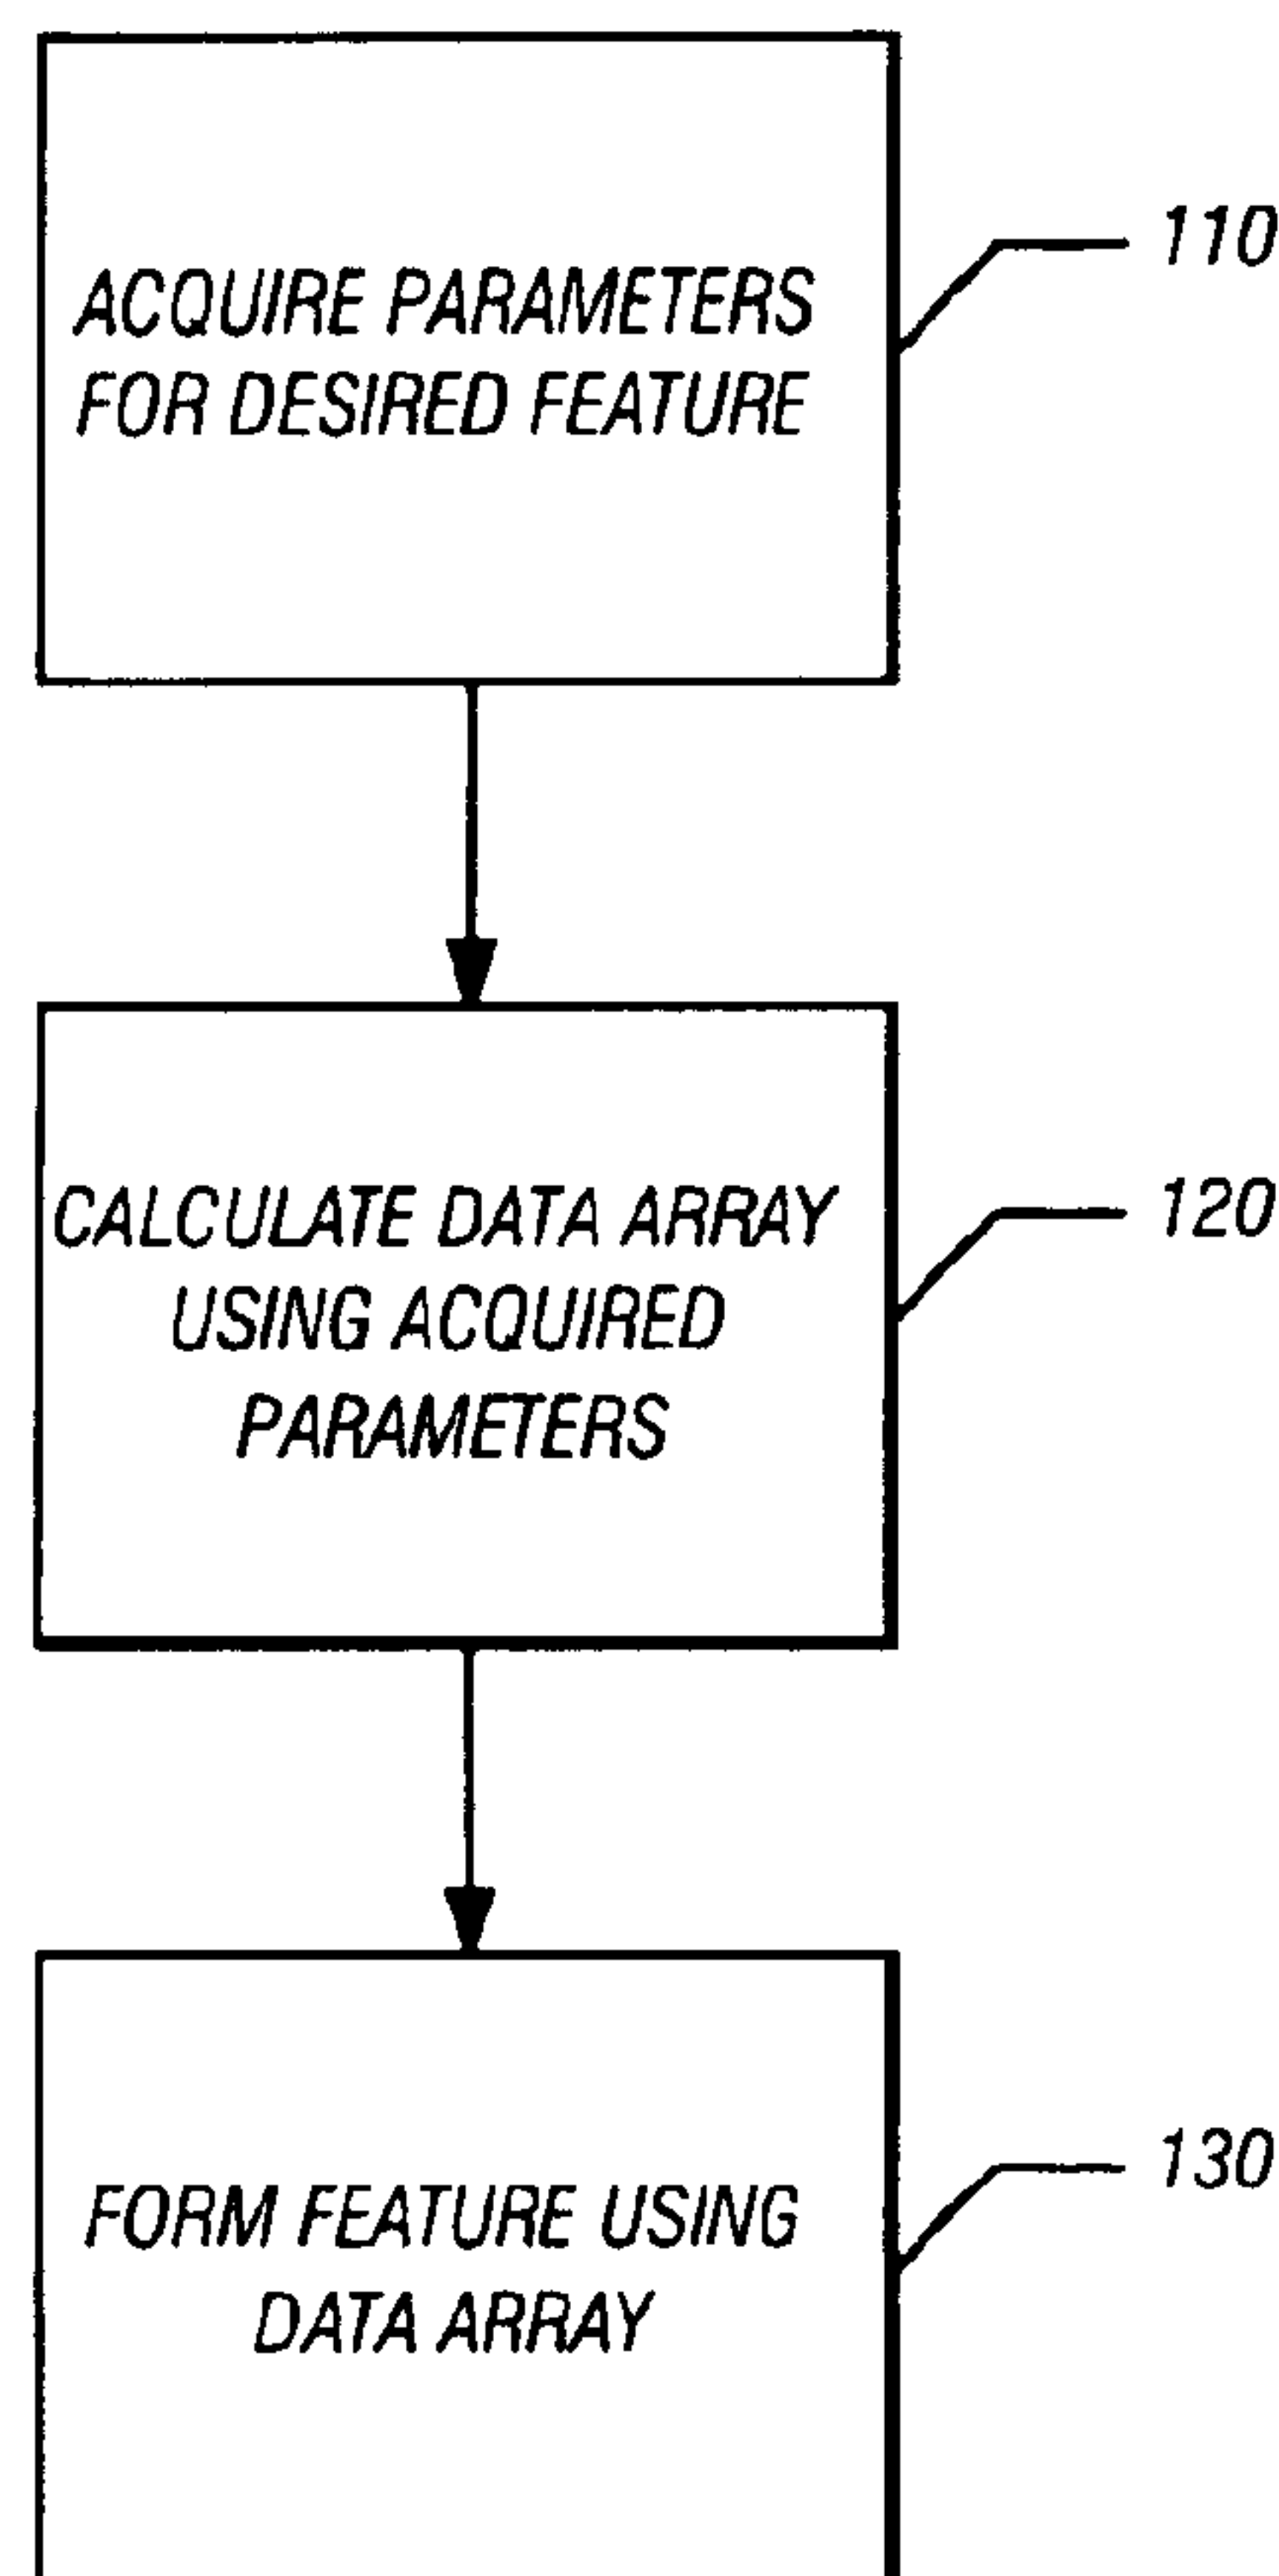 ACQUIRE PARAMETERS
FOR DESIRED FEATURE
110
CALCULATE DATA ARRAY
USING ACQUIRED
PARAMETERS
120
FORM FEATURE USING
DATA ARRAY
130